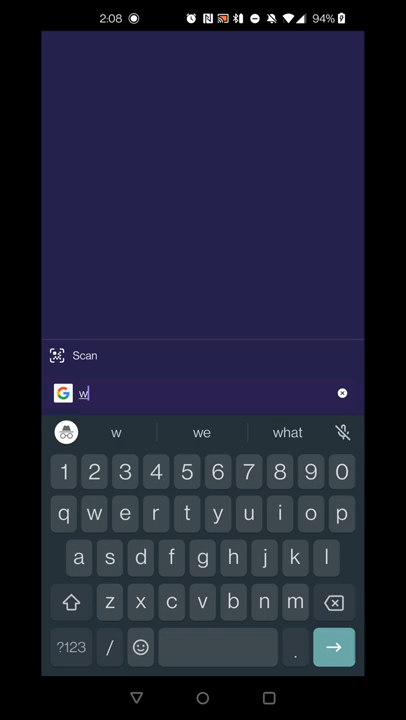 2:08 94%
Scan
G w
w we what
1 2 3 4 5 6 7 8 9 0
q w e r t y u i o p
a s d f g h j k l
z x c v b n m
?123 / .